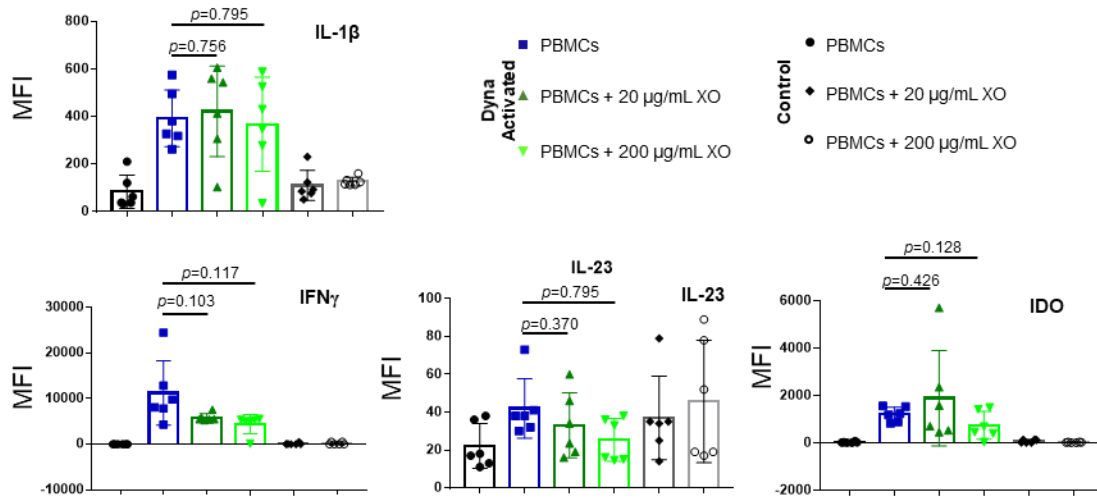 p=0.795
p=0.756
IL-1β
MFI
800
600
400
200
0
Dyna Activated
PBMCs
PBMCs + 20 µg/mL XO
PBMCs + 200 µg/mL XO
Control
PBMCs
PBMCs + 20 µg/mL XO
PBMCs + 200 µg/mL XO
p=0.117
p=0.103
IFNγ
MFI
30000
20000
10000
0
-10000
IL-23
p=0.795
p=0.370
IL-23
MFI
100
80
60
40
20
0
p=0.128
p=0.426
IDO
MFI
6000
4000
2000
0
-2000